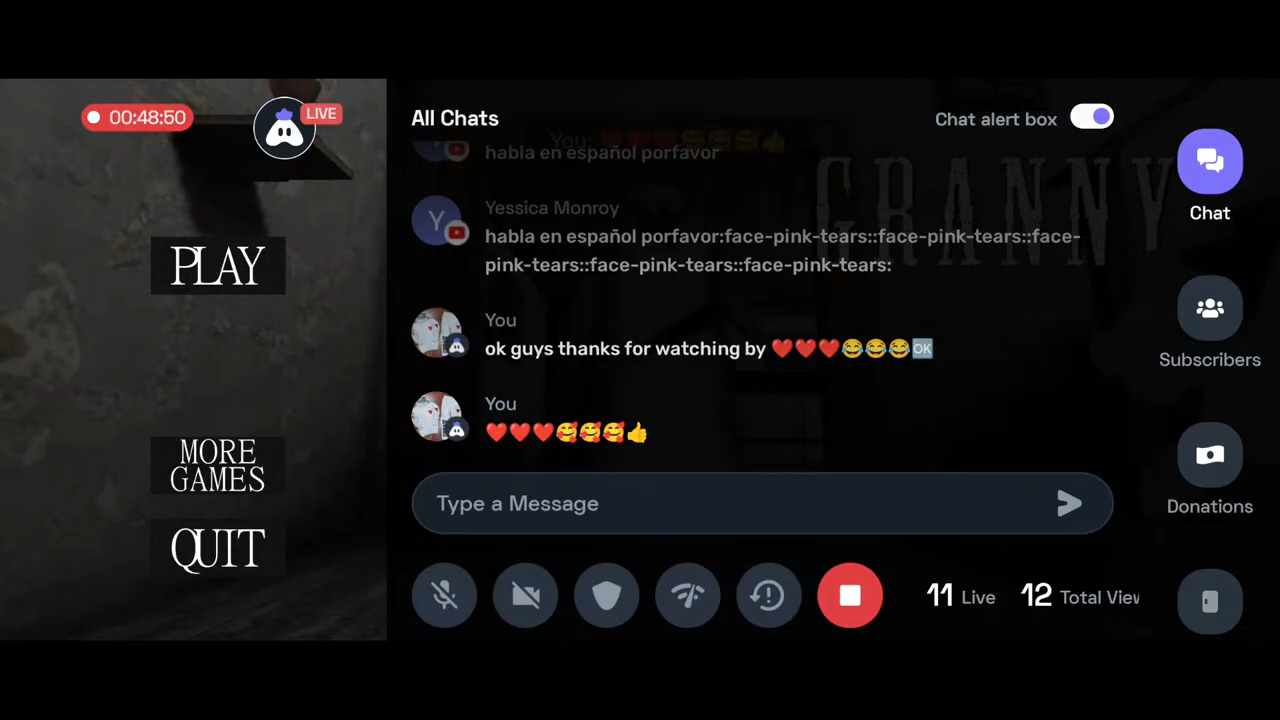 00:48:50
LIVE
All Chats
Chat alert box
You: ❤️❤️❤️🥰🥰🥰👍
habla en español porfavor
GRANNY
Chat
Yessica Monroy
Y
habla en español porfavor:face-pink-tears::face-pink-tears::face-
pink-tears::face-pink-tears::face-pink-tears:
PLAY
You
ok guys thanks for watching by ❤️❤️❤️😂😂😂🆗
Subscribers
You
❤️❤️❤️🥰🥰🥰👍
MORE
GAMES
Type a Message
Donations
QUIT
11 Live
12 Total View